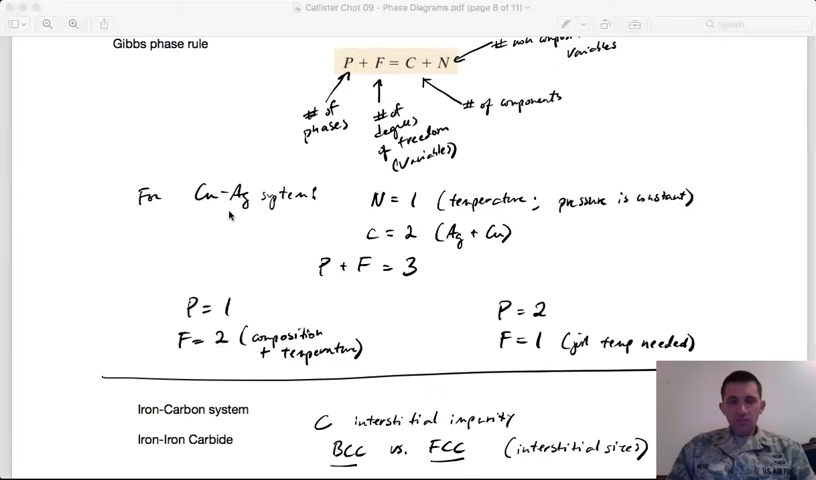 Callister Chpt 09 - Phase Diagrams.pdf (page 8 of 11)
Search
Gibbs phase rule
P + F = C + N
Variables
# of components
# of phases
# of degrees of freedom (variables)
For Cu-Ag system:
N = 1 (temperature; pressure is constant)
C = 2 (Ag + Cu)
P + F = 3
P = 1
F = 2 (composition + temperature)
P = 2
F = 1 (just temp needed)
Iron-Carbon system
C interstitial impurity
Iron-Iron Carbide
BCC vs. FCC (interstitial sizes)
U.S. AIR F